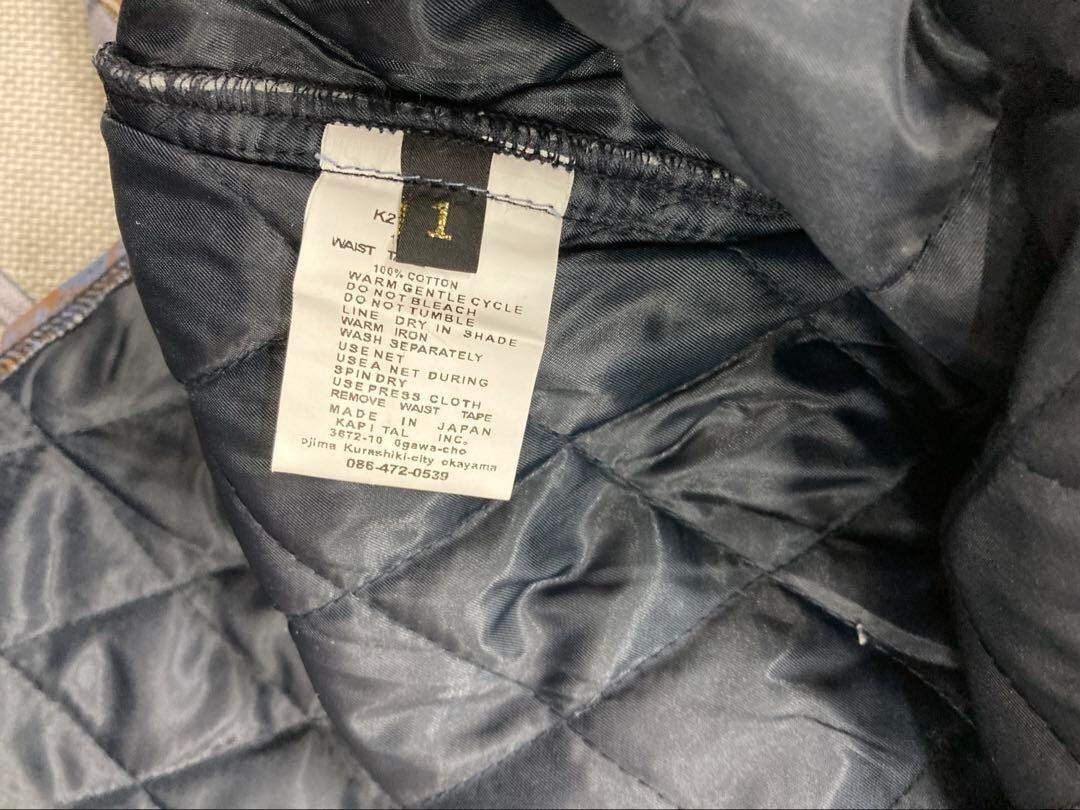 K2
1
WAIST
100% COTTON
WARM GENTLE CYCLE
DO NOT BLEACH
DO NOT TUMBLE
LINE DRY IN SHADE
WARM IRON
WASH SEPARATELY
USE NET
USE A NET DURING
SPIN DRY
USE PRESS CLOTH
REMOVE WAIST TAPE
MADE IN JAPAN
KAPITAL INC.
3672-10 Ogawa-cho
ojima Kurashiki-city okayama
086-472-0539